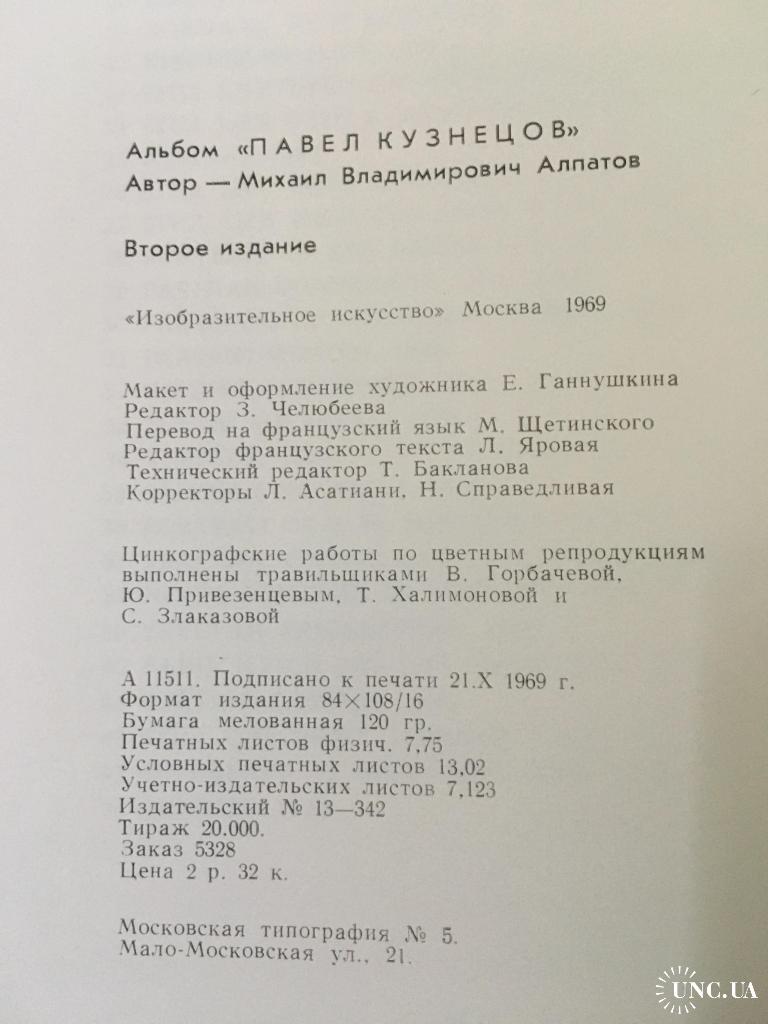 Альбом «ПАВЕЛ КУЗНЕЦОВ»
Автор — Михаил Владимирович Алпатов
Второе издание
«Изобразительное искусство» Москва 1969
Макет и оформление художника Е. Ганнушкина
Редактор З. Челюбеева
Перевод на французский язык М. Щетинского
Редактор французского текста Л. Яровая
Технический редактор Т. Бакланова
Корректоры Л. Асатиани, Н. Справедливая
Цинкографские работы по цветным репродукциям
выполнены травильщиками В. Горбачевой,
Ю. Привезенцевым, Т. Халимоновой и
С. Злаказовой
А 11511. Подписано к печати 21.X 1969 г.
Формат издания 84×108/16
Бумага мелованная 120 гр.
Печатных листов физич. 7,75
Условных печатных листов 13,02
Учетно-издательских листов 7,123
Издательский № 13—342
Тираж 20.000.
Заказ 5328
Цена 2 р. 32 к.
Московская типография № 5.
Мало-Московская ул., 21.
UNC.UA